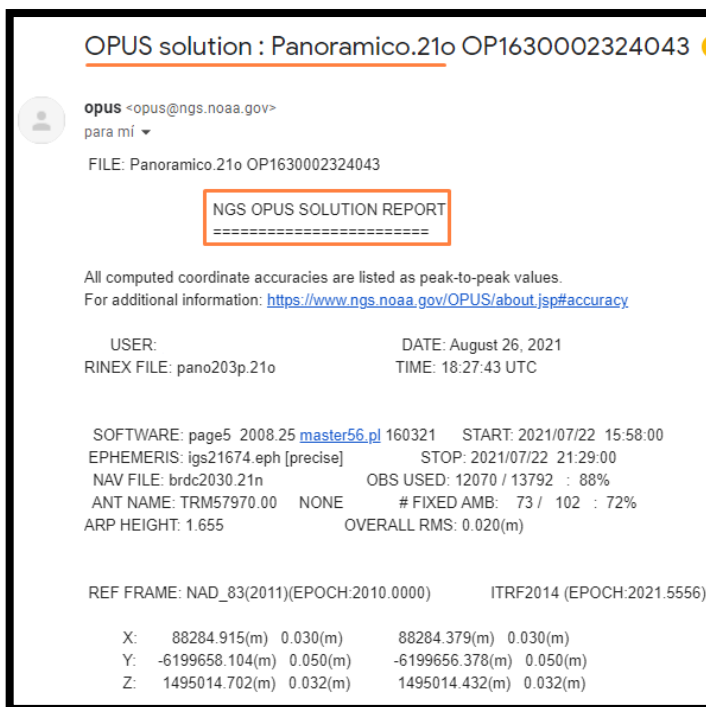 OPUS solution : Panoramico.21o OP1630002324043
opus <opus@ngs.noaa.gov>
para mí
FILE: Panoramico.21o OP1630002324043
NGS OPUS SOLUTION REPORT
========================
All computed coordinate accuracies are listed as peak-to-peak values.
For additional information: https://www.ngs.noaa.gov/OPUS/about.jsp#accuracy
USER: DATE: August 26, 2021
RINEX FILE: pano203p.21o TIME: 18:27:43 UTC
SOFTWARE: page5 2008.25 master56.pl 160321 START: 2021/07/22 15:58:00
EPHEMERIS: igs21674.eph [precise] STOP: 2021/07/22 21:29:00
NAV FILE: brdc2030.21n OBS USED: 12070 / 13792 : 88%
ANT NAME: TRM57970.00 NONE # FIXED AMB: 73 / 102 : 72%
ARP HEIGHT: 1.655 OVERALL RMS: 0.020(m)
REF FRAME: NAD_83(2011)(EPOCH:2010.0000) ITRF2014 (EPOCH:2021.5556)
X: 88284.915(m) 0.030(m) 88284.379(m) 0.030(m)
Y: -6199658.104(m) 0.050(m) -6199656.378(m) 0.050(m)
Z: 1495014.702(m) 0.032(m) 1495014.432(m) 0.032(m)